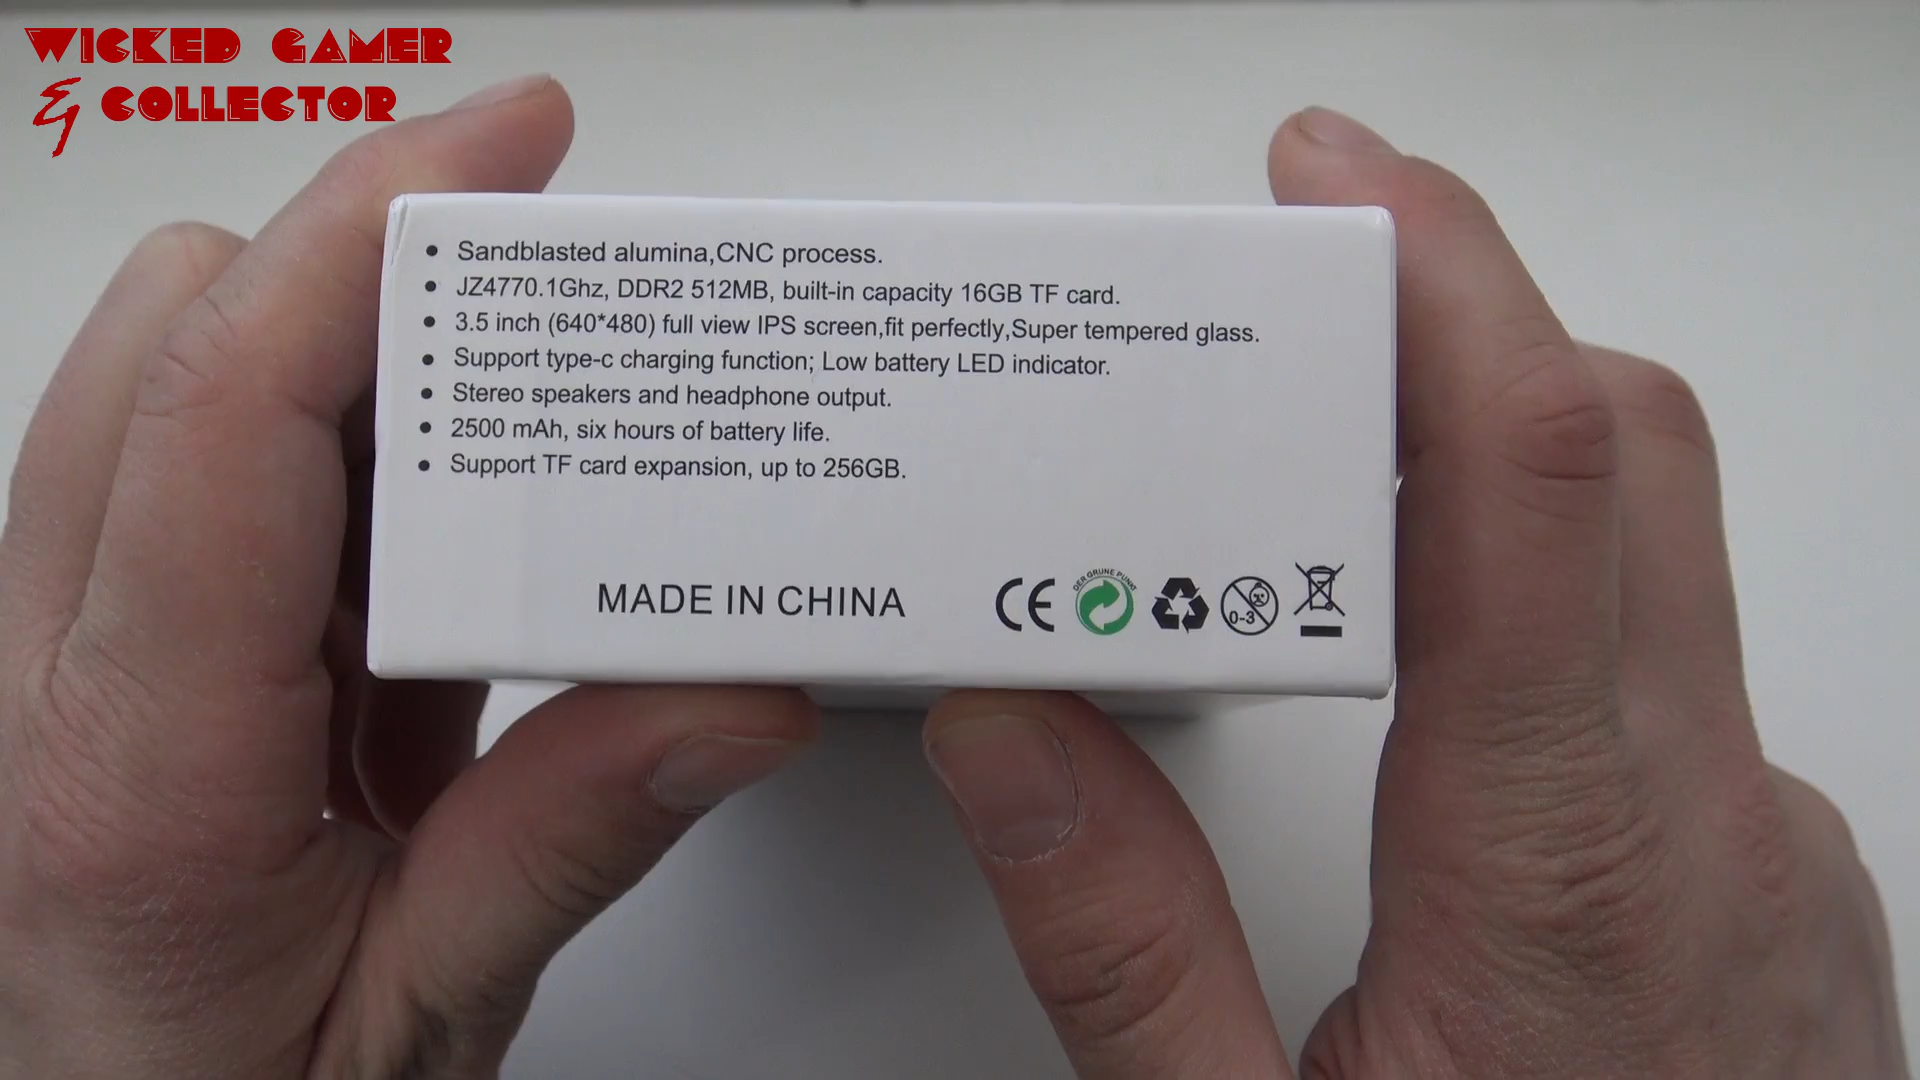 WICKED GAMER
& COLLECTOR
• Sandblasted alumina,CNC process.
• JZ4770.1Ghz, DDR2 512MB, built-in capacity 16GB TF card.
• 3.5 inch (640*480) full view IPS screen,fit perfectly,Super tempered glass.
• Support type-c charging function; Low battery LED indicator.
• Stereo speakers and headphone output.
• 2500 mAh, six hours of battery life.
• Support TF card expansion, up to 256GB.
MADE IN CHINA
CE
DER GRUNE PUNKT
0-3